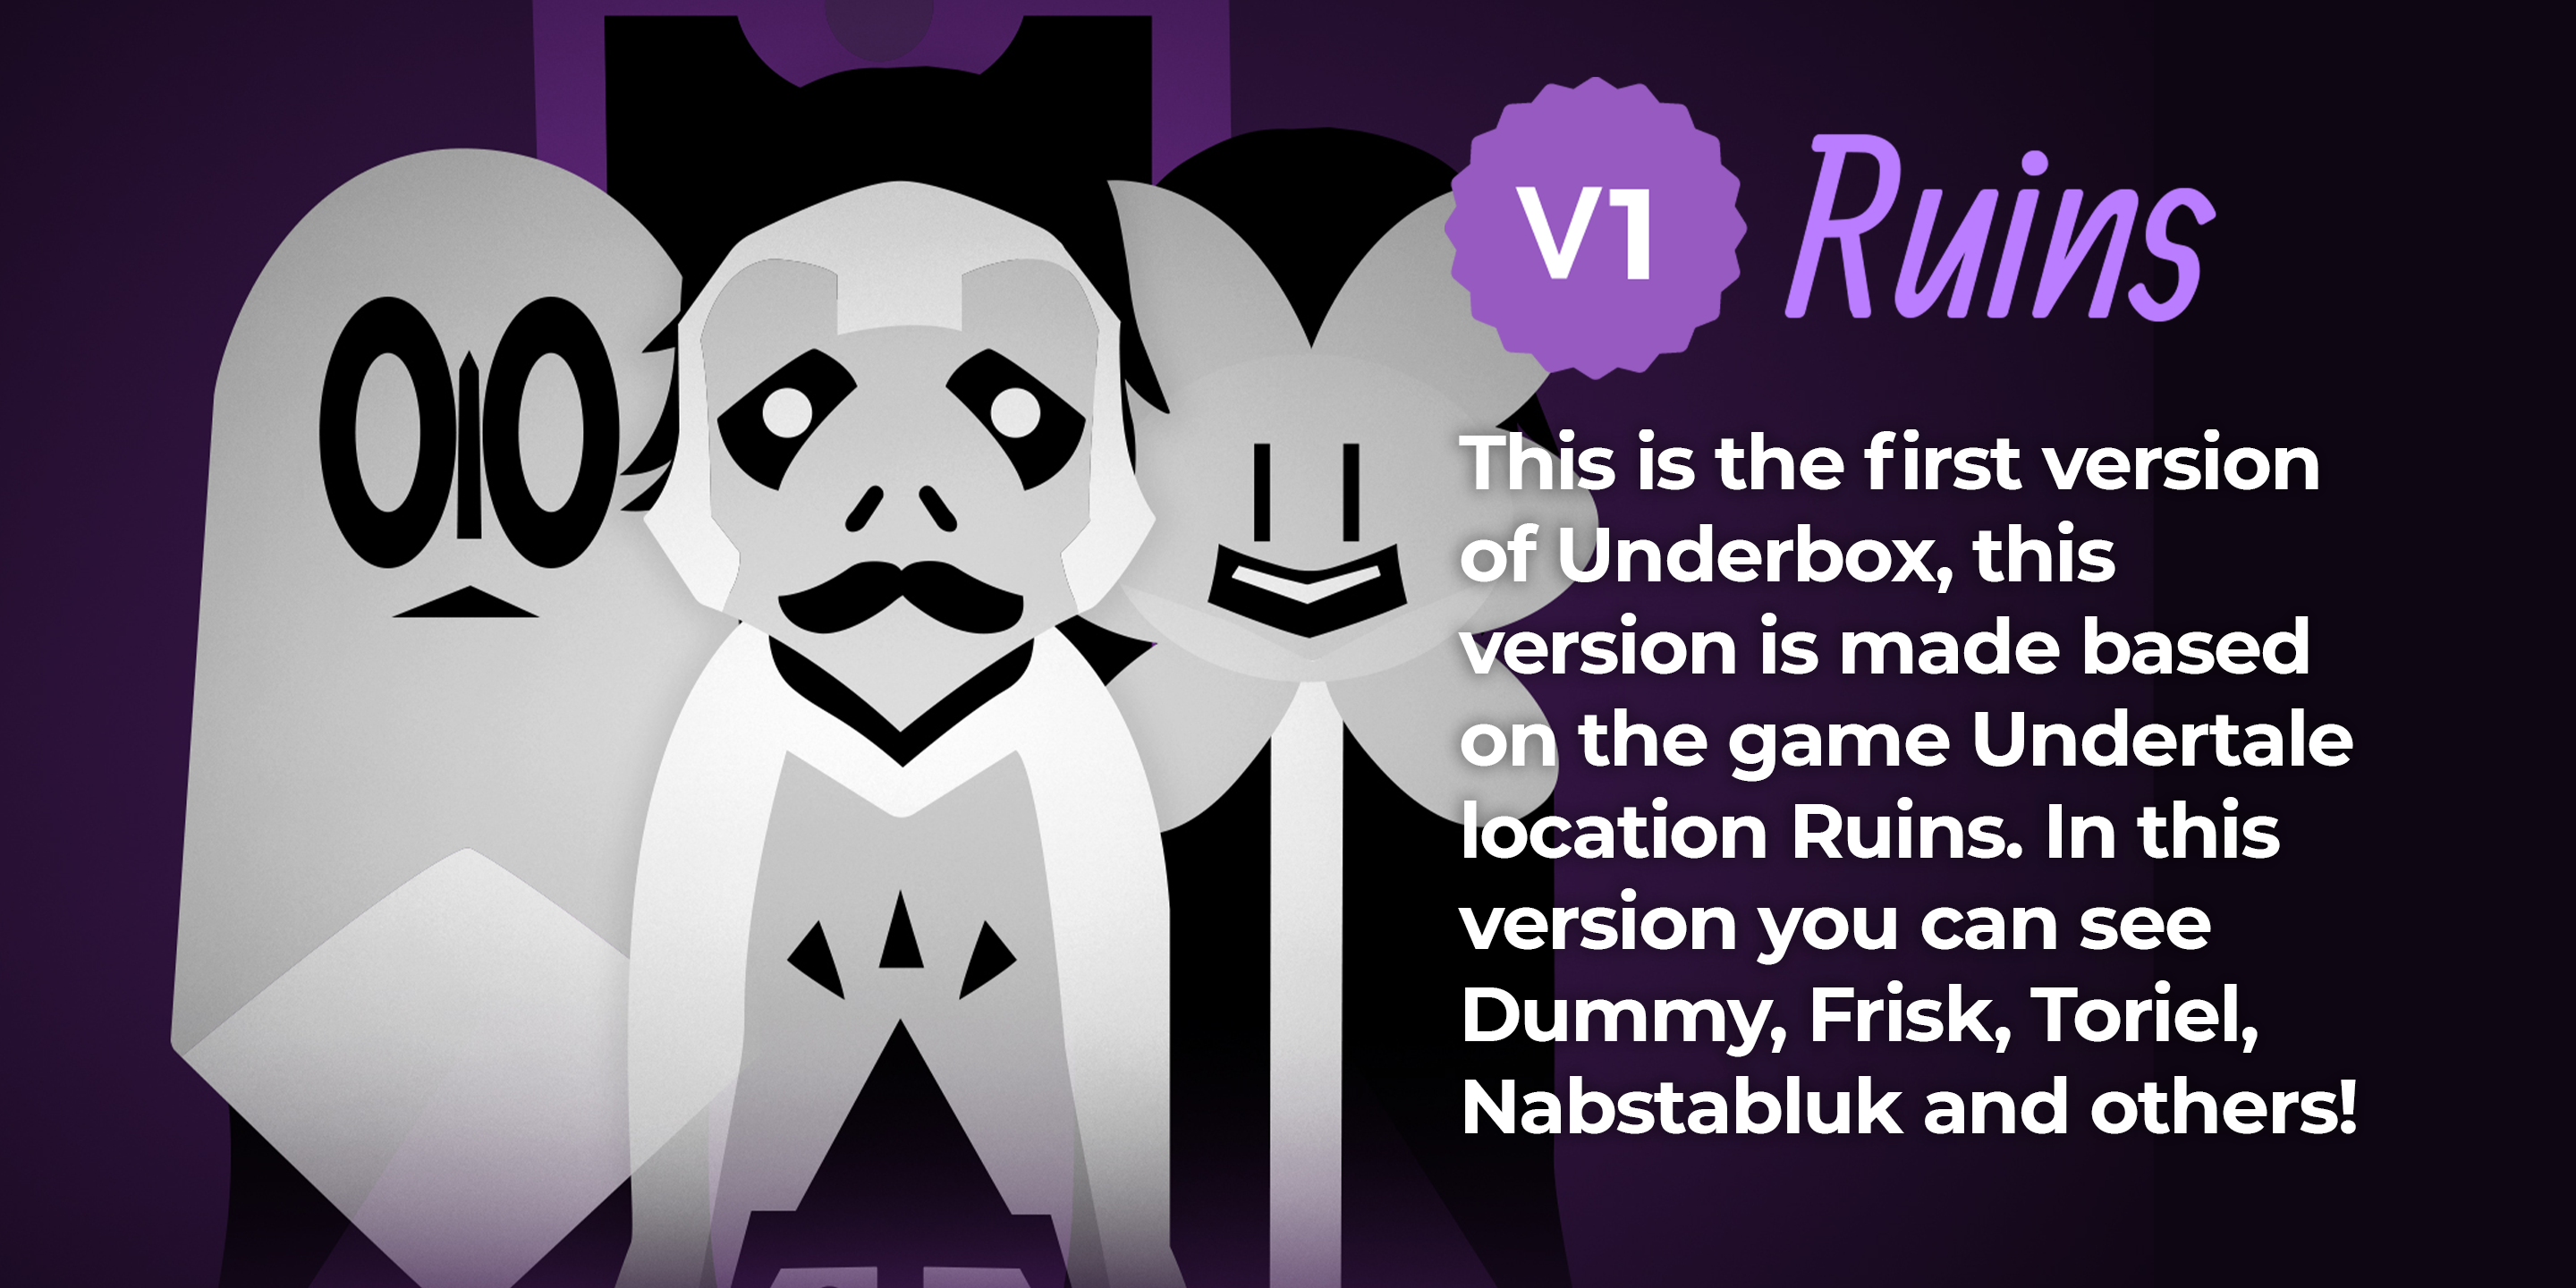 V1
Ruins
This is the first version
of Underbox, this
version is made based
on the game Undertale
location Ruins. In this
version you can see
Dummy, Frisk, Toriel,
Nabstabluk and others!